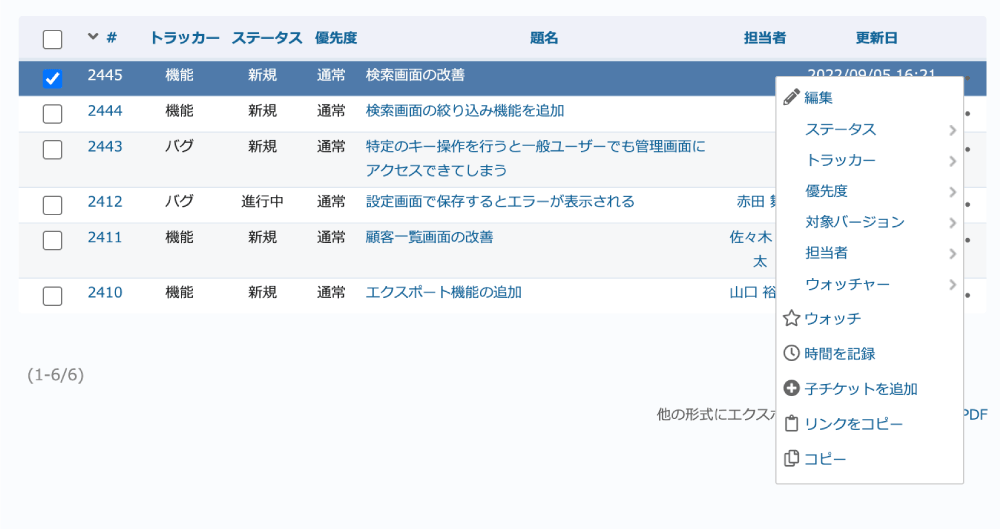 # トラッカー ステータス 優先度 題名 担当者 更新日
2445 機能 新規 通常 検索画面の改善 2022/09/05 16:21
2444 機能 新規 通常 検索画面の絞り込み機能を追加
2443 バグ 新規 通常 特定のキー操作を行うと一般ユーザーでも管理画面に
アクセスできてしまう
2412 バグ 進行中 通常 設定画面で保存するとエラーが表示される 赤田
2411 機能 新規 通常 顧客一覧画面の改善 佐々木
太
2410 機能 新規 通常 エクスポート機能の追加 山口 裕
編集
ステータス
トラッカー
優先度
対象バージョン
担当者
ウォッチャー
ウォッチ
時間を記録
子チケットを追加
リンクをコピー
コピー
(1-6/6)
他の形式にエクスポ PDF